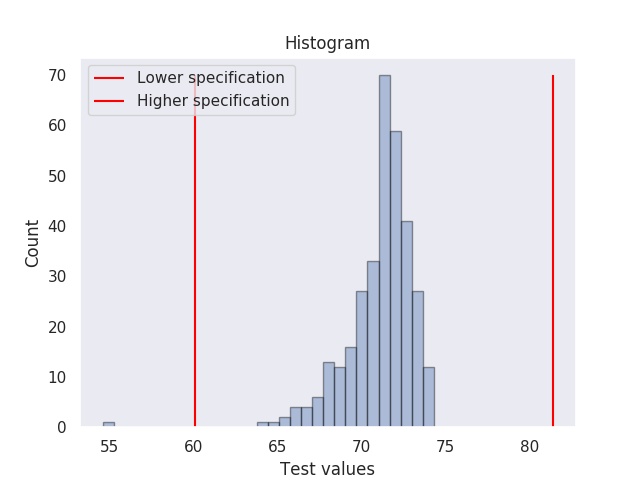 Histogram
Lower specification
Higher specification
70
60
50
40
30
20
10
0
Count
55 60 65 70 75 80
Test values